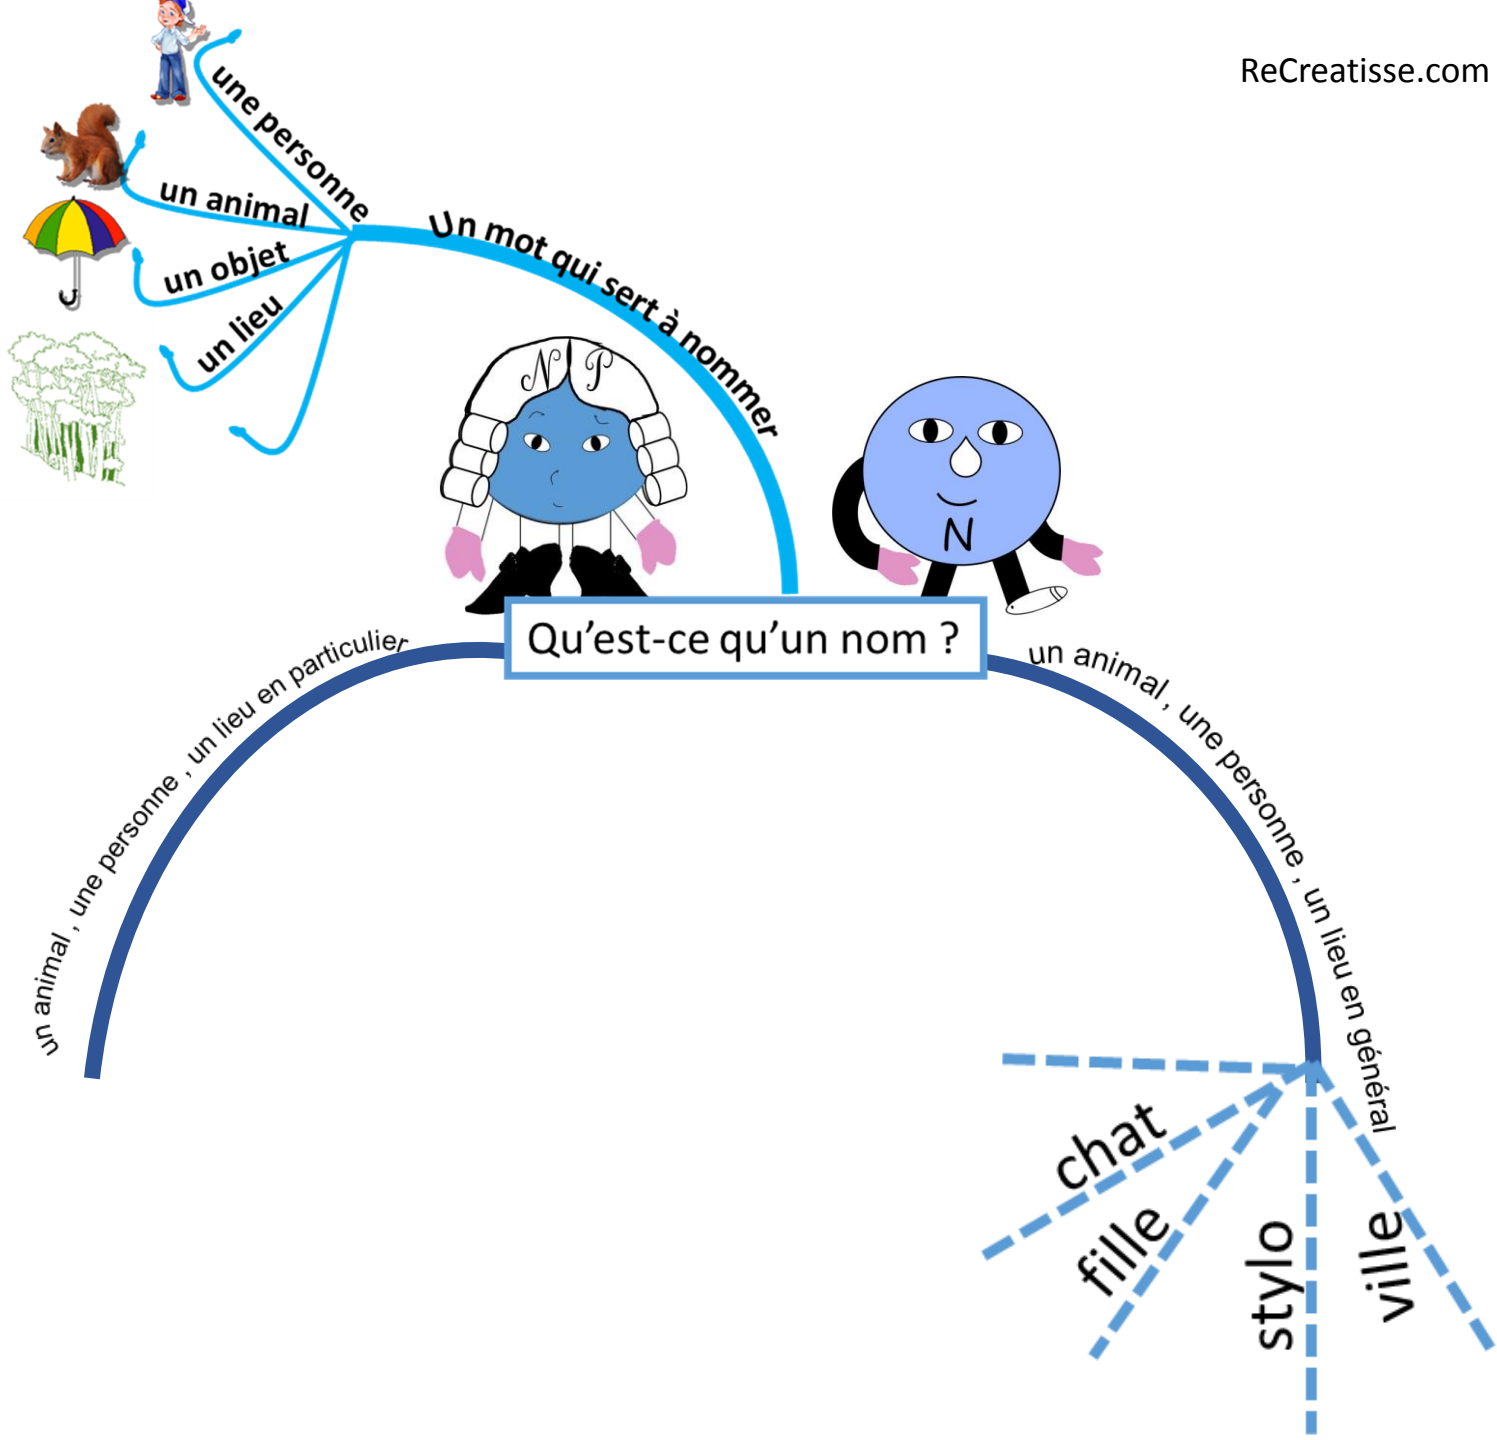 ReCreatisse.com
une personne
un animal
un objet
un lieu
Un mot qui sert à nommer
N P
N
Qu'est-ce qu'un nom ?
un animal , une personne , un lieu en particulier
un animal , une personne , un lieu en général
chat
fille
stylo
ville